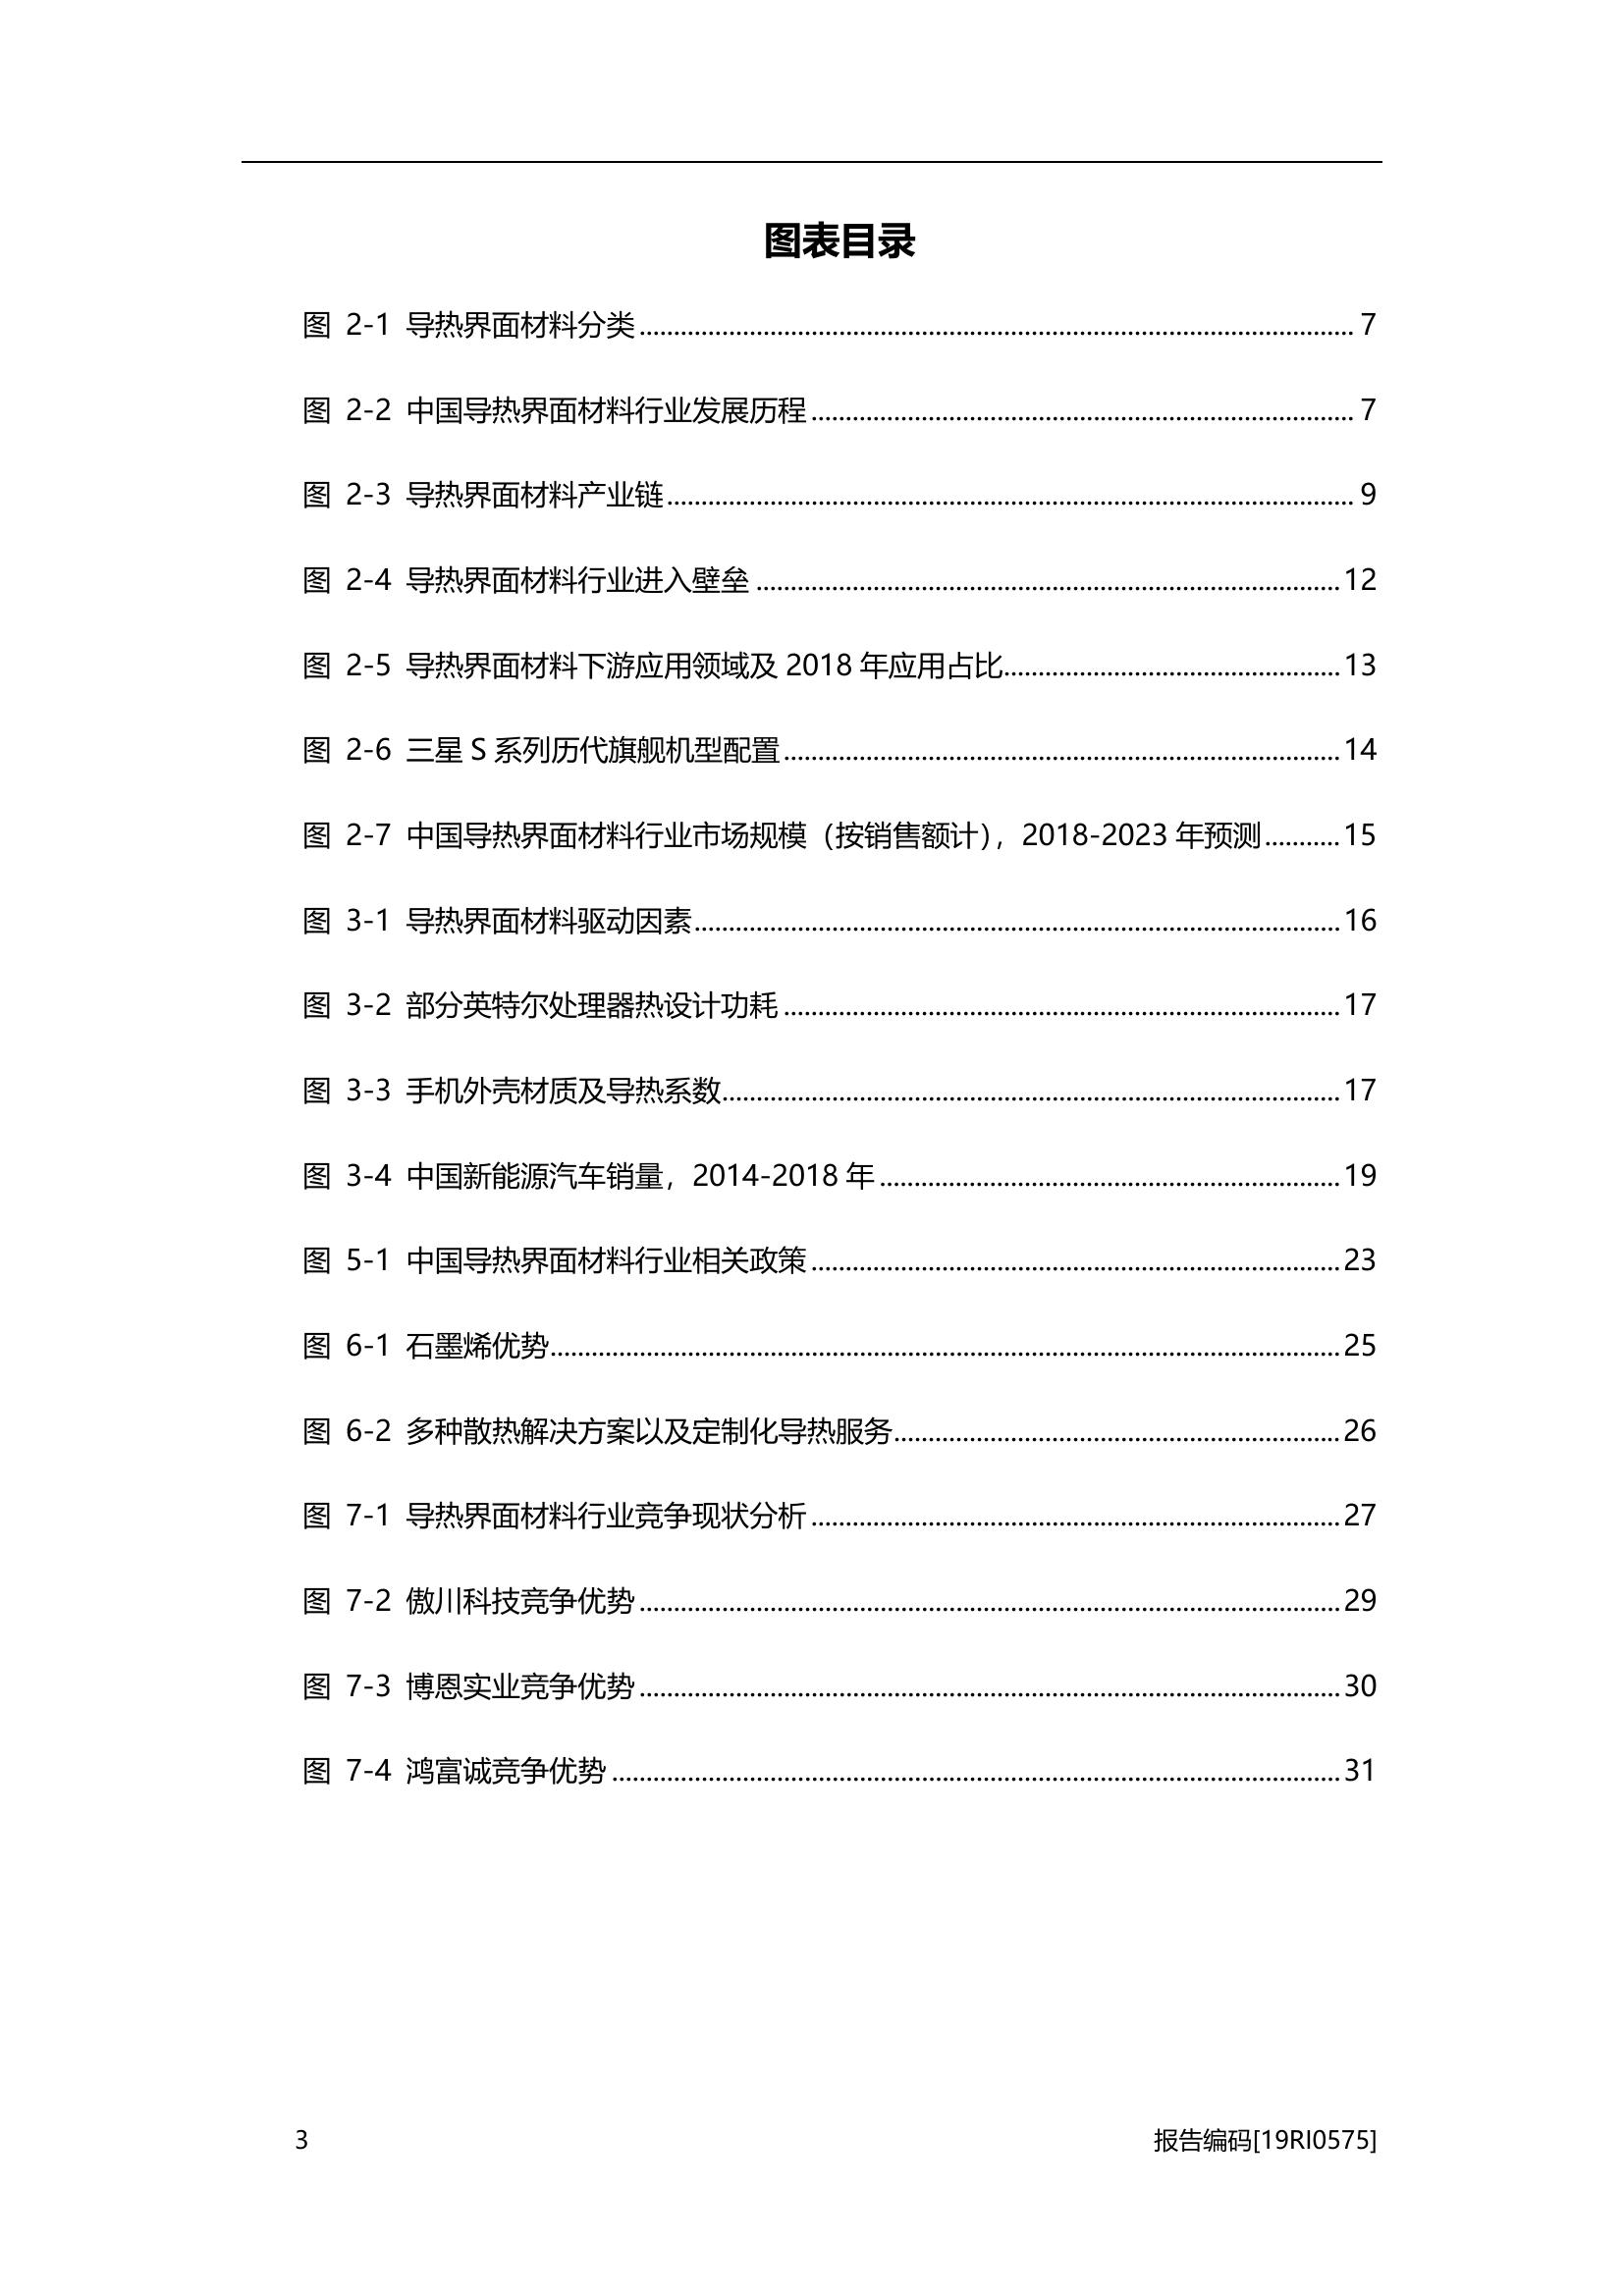 图表目录
图 2-1 导热界面材料分类........ 7
图 2-2 中国导热界面材料行业发展历程........ 7
图 2-3 导热界面材料产业链........ 9
图 2-4 导热界面材料行业进入壁垒........ 12
图 2-5 导热界面材料下游应用领域及 2018 年应用占比........ 13
图 2-6 三星 S 系列历代旗舰机型配置........ 14
图 2-7 中国导热界面材料行业市场规模（按销售额计），2018-2023 年预测........ 15
图 3-1 导热界面材料驱动因素........ 16
图 3-2 部分英特尔处理器热设计功耗........ 17
图 3-3 手机外壳材质及导热系数........ 17
图 3-4 中国新能源汽车销量，2014-2018 年........ 19
图 5-1 中国导热界面材料行业相关政策........ 23
图 6-1 石墨烯优势........ 25
图 6-2 多种散热解决方案以及定制化导热服务........ 26
图 7-1 导热界面材料行业竞争现状分析........ 27
图 7-2 傲川科技竞争优势........ 29
图 7-3 博恩实业竞争优势........ 30
图 7-4 鸿富诚竞争优势........ 31
3 报告编码[19RI0575]